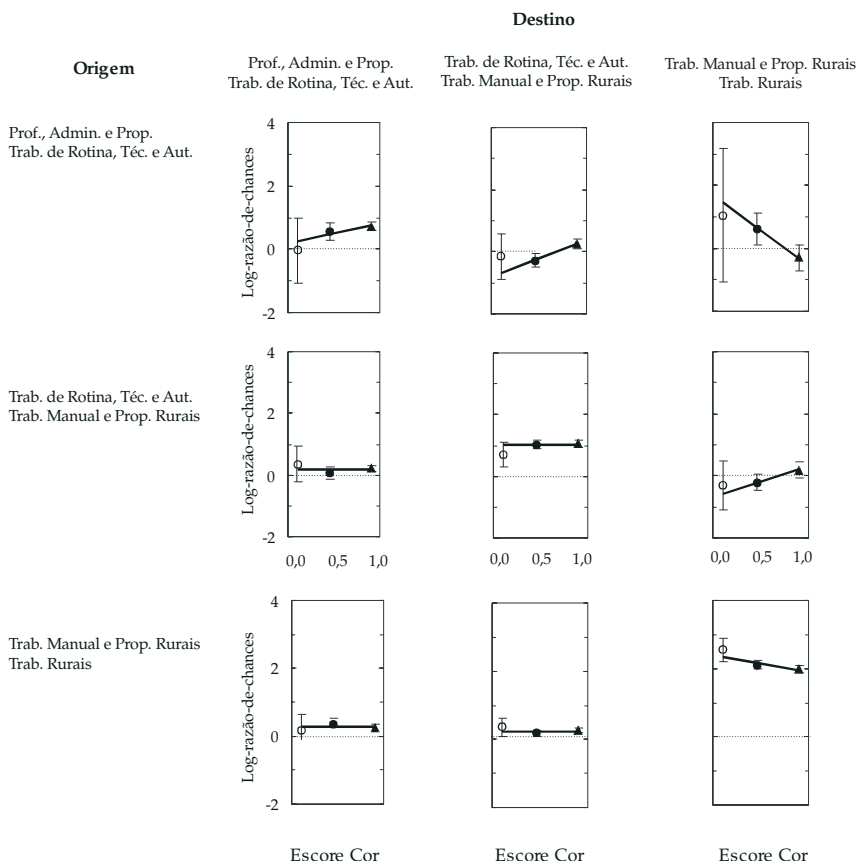 Destino
Origem
Prof., Admin. e Prop.
Trab. de Rotina, Téc. e Aut.
Trab. de Rotina, Téc. e Aut.
Trab. Manual e Prop. Rurais
Trab. Manual e Prop. Rurais
Trab. Rurais
Prof., Admin. e Prop.
Trab. de Rotina, Téc. e Aut.
Log-razão-de-chances
4
2
0
-2
Trab. de Rotina, Téc. e Aut.
Trab. Manual e Prop. Rurais
Log-razão-de-chances
4
2
0
-2
0,0 0,5 1,0
0,0 0,5 1,0
0,0 0,5 1,0
Trab. Manual e Prop. Rurais
Trab. Rurais
Log-razão-de-chances
4
2
0
-2
Escore Cor
Escore Cor
Escore Cor